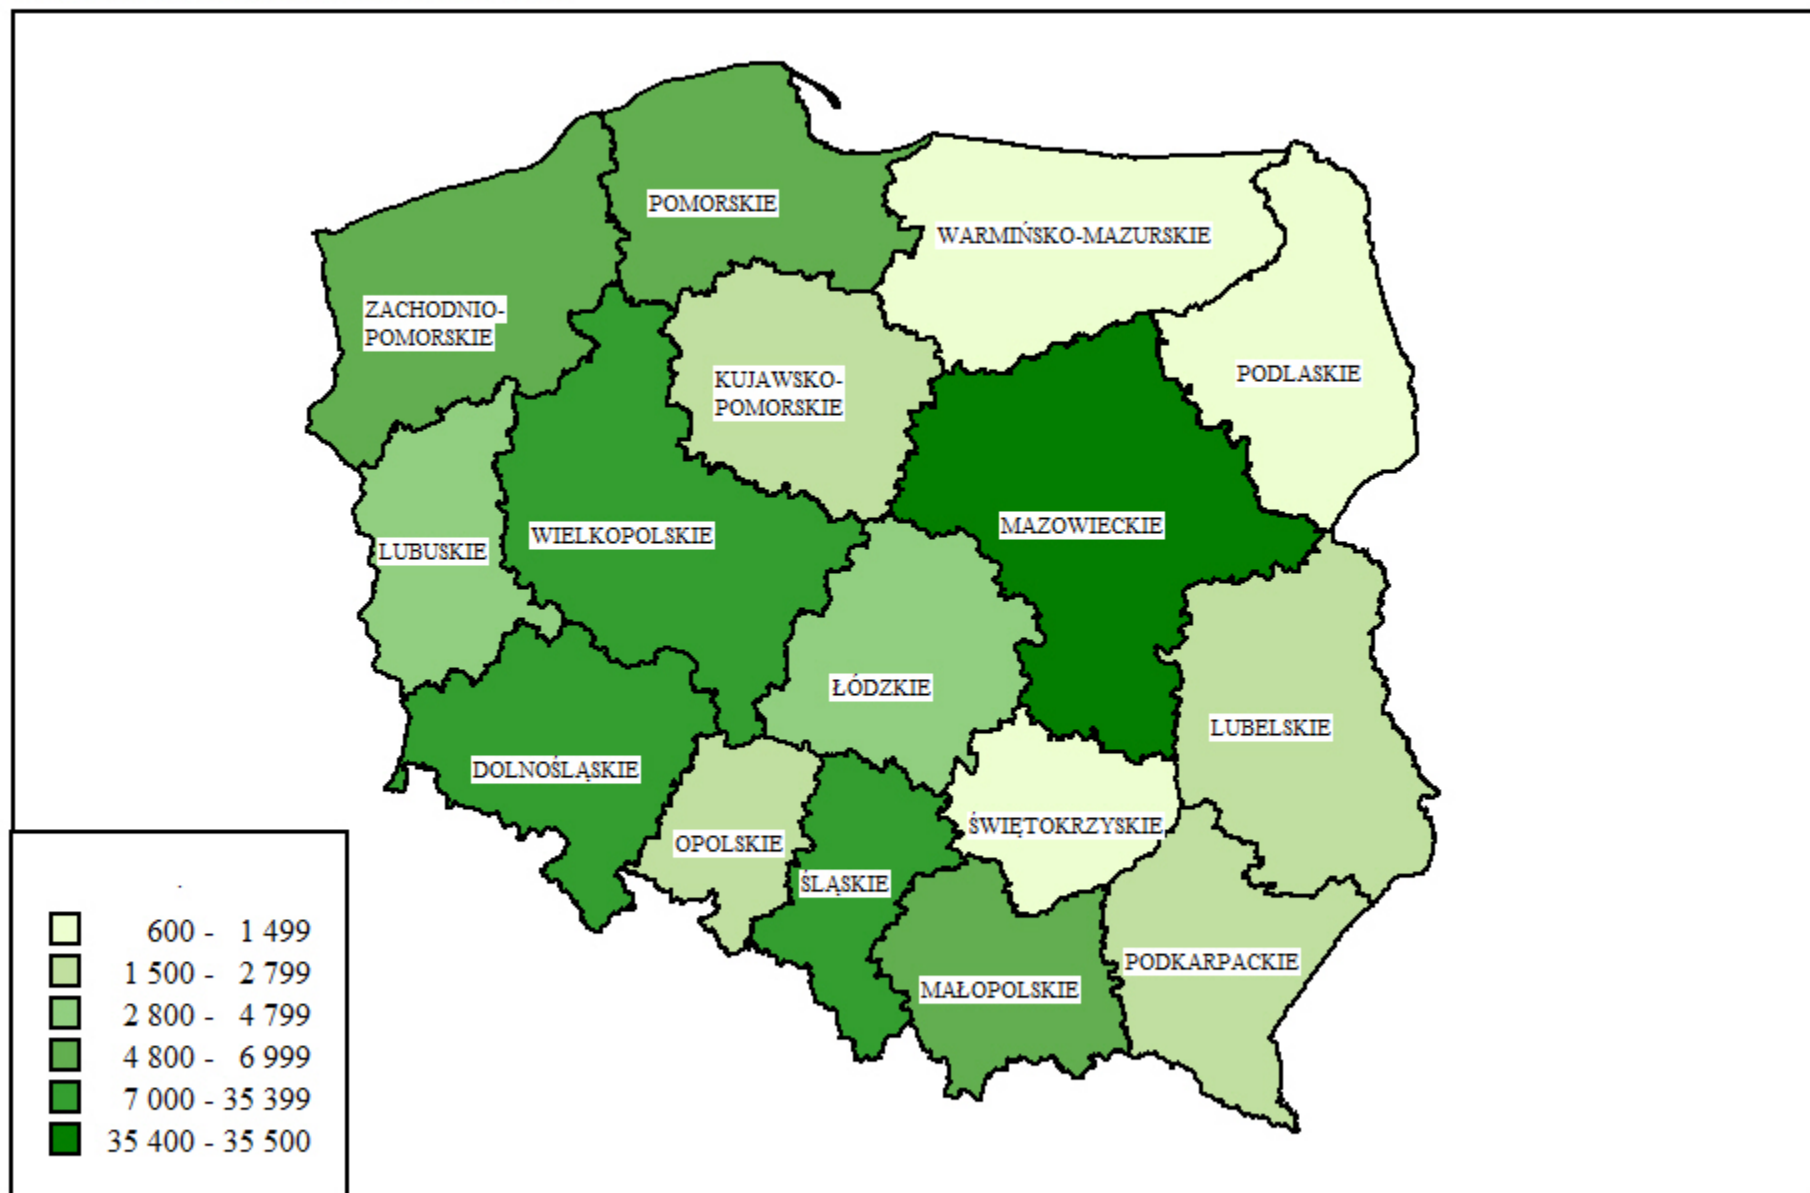 POMORSKIE
WARMIŃSKO-MAZURSKIE
ZACHODNIO-
POMORSKIE
KUJAWSKO-
POMORSKIE
PODLASKIE
MAZOWIECKIE
WIELKOPOLSKIE
LUBUSKIE
ŁÓDZKIE
LUBELSKIE
DOLNOŚLĄSKIE
ŚWIĘTOKRZYSKIE
OPOLSKIE
ŚLĄSKIE
PODKARPACKIE
MAŁOPOLSKIE
600 - 1 499
1 500 - 2 799
2 800 - 4 799
4 800 - 6 999
7 000 - 35 399
35 400 - 35 500